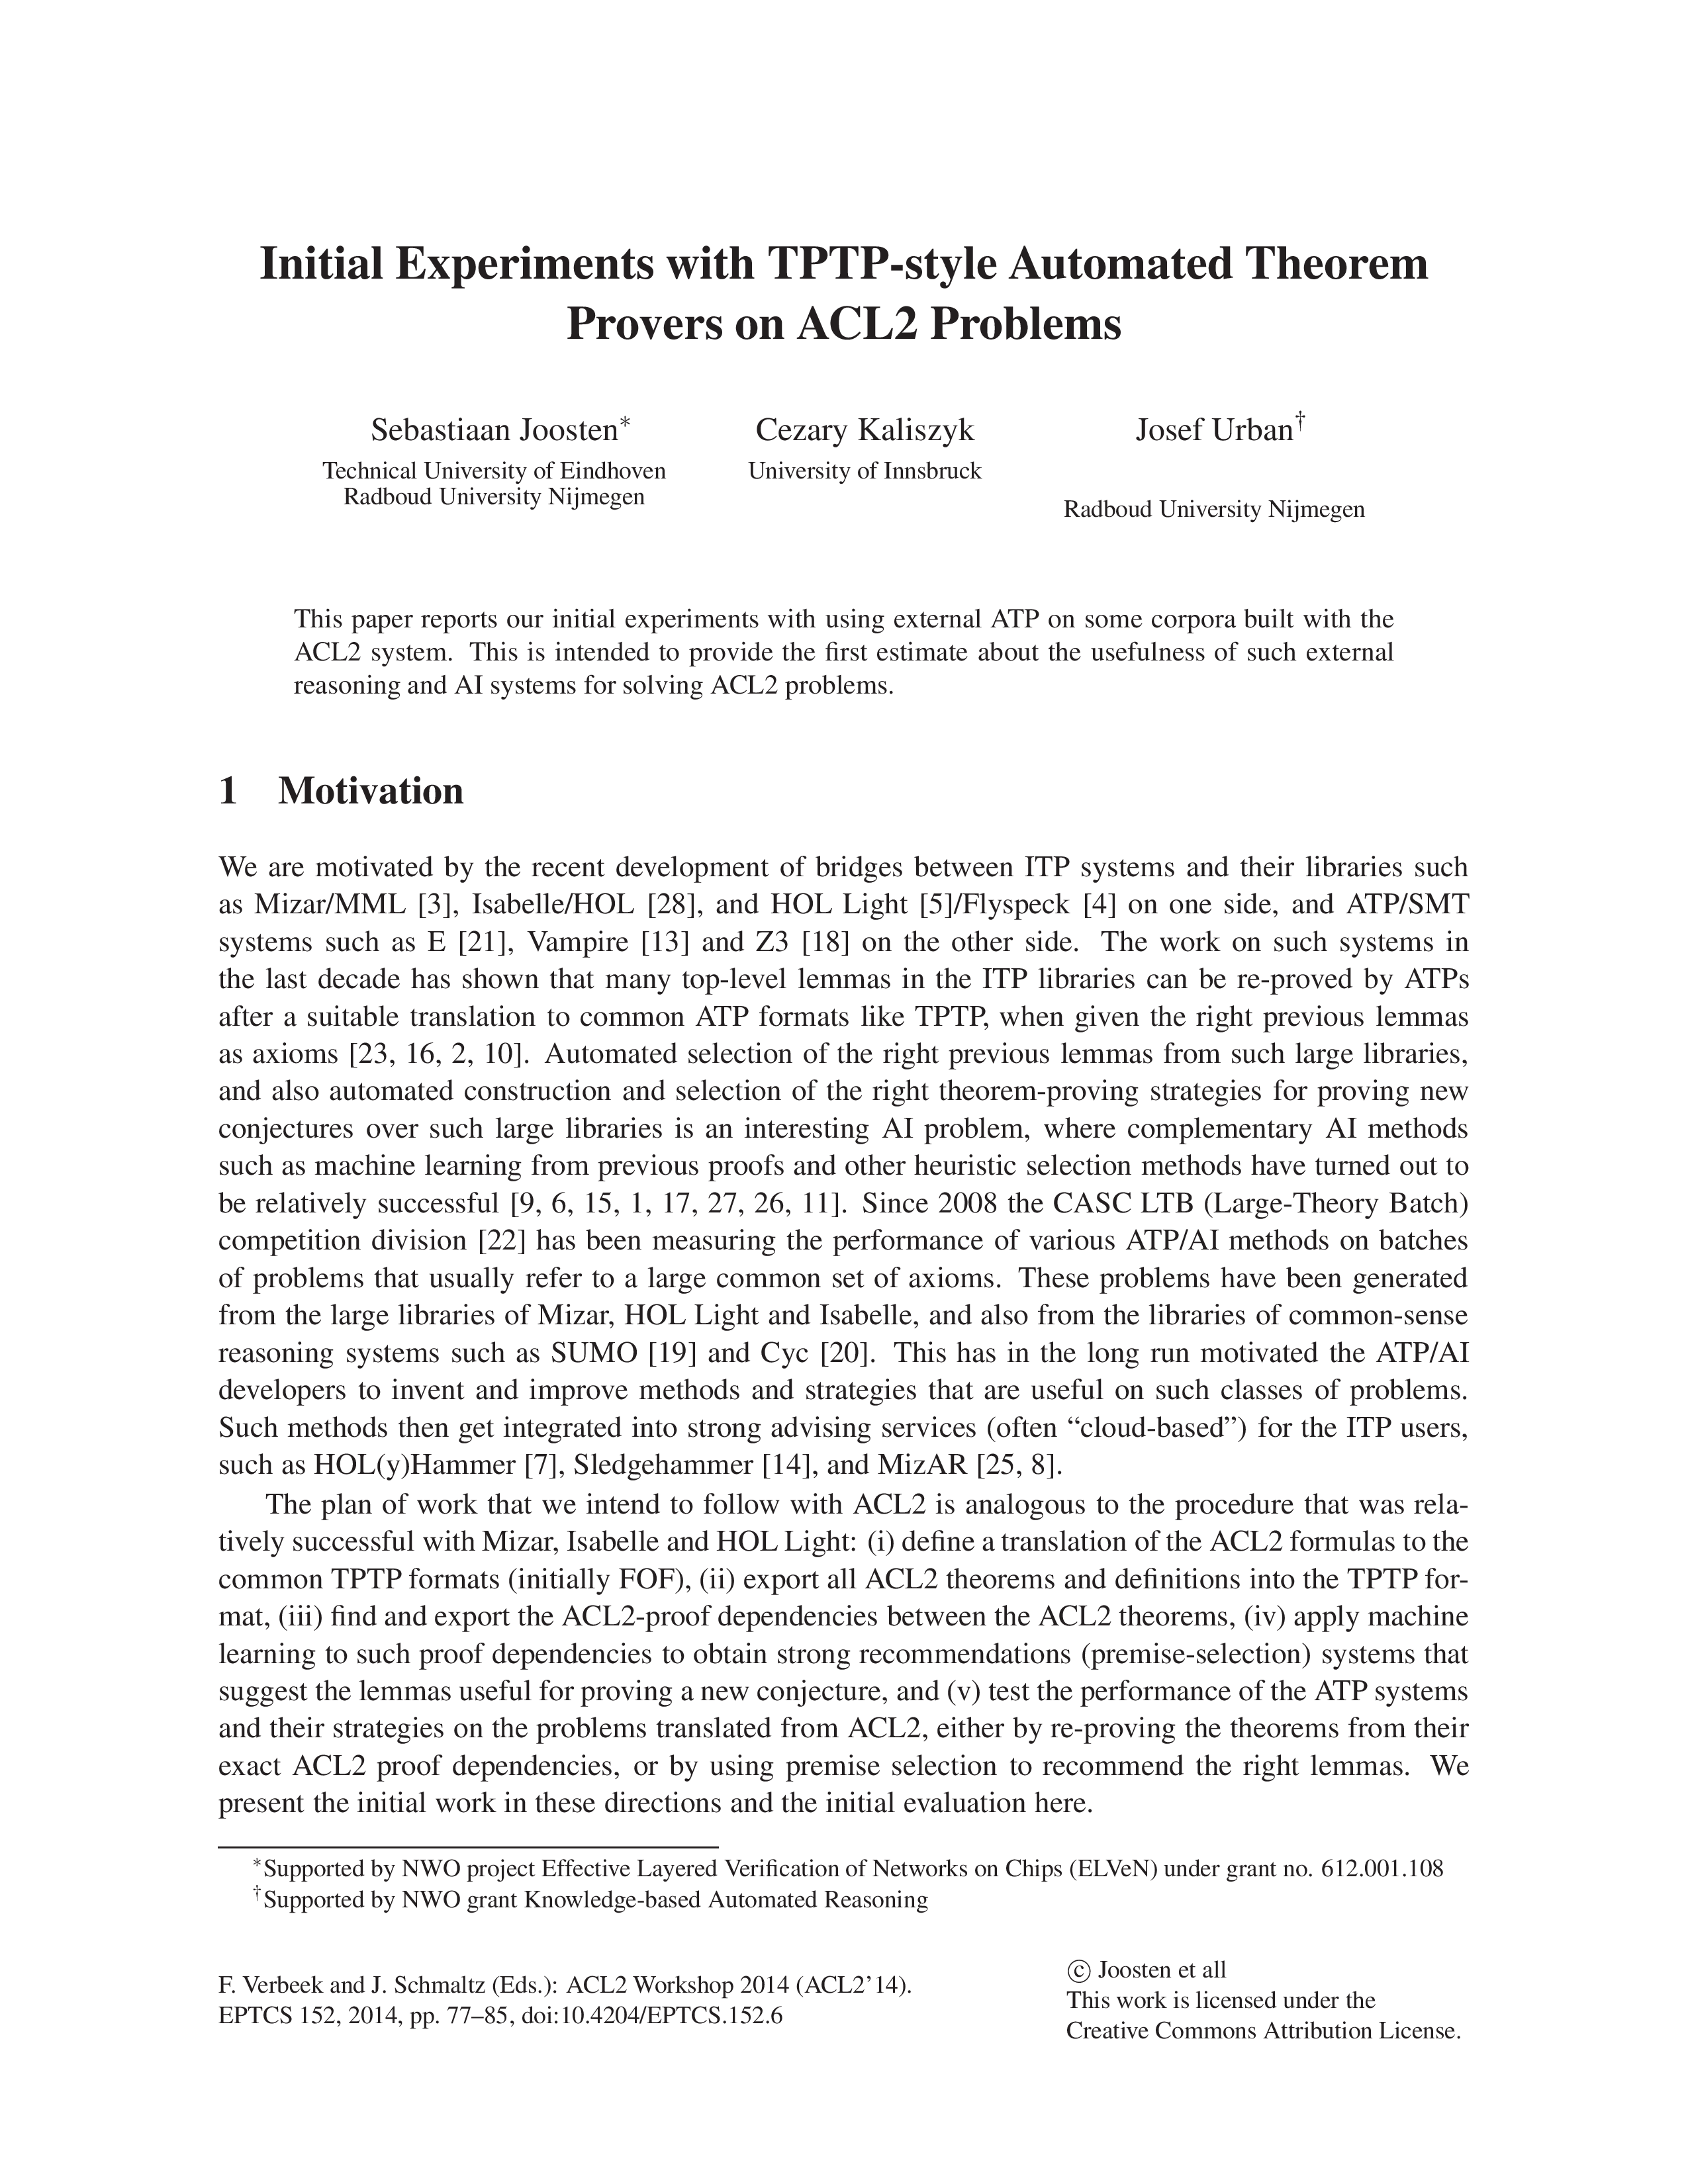 Initial Experiments with TPTP-style Automated Theorem
Provers on ACL2 Problems
Sebastiaan Joosten*
Technical University of Eindhoven
Radboud University Nijmegen
Cezary Kaliszyk
University of Innsbruck
Josef Urban†
Radboud University Nijmegen
This paper reports our initial experiments with using external ATP on some corpora built with the
ACL2 system. This is intended to provide the first estimate about the usefulness of such external
reasoning and AI systems for solving ACL2 problems.
1 Motivation
We are motivated by the recent development of bridges between ITP systems and their libraries such
as Mizar/MML [3], Isabelle/HOL [28], and HOL Light [5]/Flyspeck [4] on one side, and ATP/SMT
systems such as E [21], Vampire [13] and Z3 [18] on the other side. The work on such systems in
the last decade has shown that many top-level lemmas in the ITP libraries can be re-proved by ATPs
after a suitable translation to common ATP formats like TPTP, when given the right previous lemmas
as axioms [23, 16, 2, 10]. Automated selection of the right previous lemmas from such large libraries,
and also automated construction and selection of the right theorem-proving strategies for proving new
conjectures over such large libraries is an interesting AI problem, where complementary AI methods
such as machine learning from previous proofs and other heuristic selection methods have turned out to
be relatively successful [9, 6, 15, 1, 17, 27, 26, 11]. Since 2008 the CASC LTB (Large-Theory Batch)
competition division [22] has been measuring the performance of various ATP/AI methods on batches
of problems that usually refer to a large common set of axioms. These problems have been generated
from the large libraries of Mizar, HOL Light and Isabelle, and also from the libraries of common-sense
reasoning systems such as SUMO [19] and Cyc [20]. This has in the long run motivated the ATP/AI
developers to invent and improve methods and strategies that are useful on such classes of problems.
Such methods then get integrated into strong advising services (often “cloud-based”) for the ITP users,
such as HOL(y)Hammer [7], Sledgehammer [14], and MizAR [25, 8].
The plan of work that we intend to follow with ACL2 is analogous to the procedure that was rela-
tively successful with Mizar, Isabelle and HOL Light: (i) define a translation of the ACL2 formulas to the
common TPTP formats (initially FOF), (ii) export all ACL2 theorems and definitions into the TPTP for-
mat, (iii) find and export the ACL2-proof dependencies between the ACL2 theorems, (iv) apply machine
learning to such proof dependencies to obtain strong recommendations (premise-selection) systems that
suggest the lemmas useful for proving a new conjecture, and (v) test the performance of the ATP systems
and their strategies on the problems translated from ACL2, either by re-proving the theorems from their
exact ACL2 proof dependencies, or by using premise selection to recommend the right lemmas. We
present the initial work in these directions and the initial evaluation here.
*Supported by NWO project Effective Layered Verification of Networks on Chips (ELVeN) under grant no. 612.001.108
†Supported by NWO grant Knowledge-based Automated Reasoning
F. Verbeek and J. Schmaltz (Eds.): ACL2 Workshop 2014 (ACL2’14).
EPTCS 152, 2014, pp. 77–85, doi:10.4204/EPTCS.152.6
© Joosten et all
This work is licensed under the
Creative Commons Attribution License.